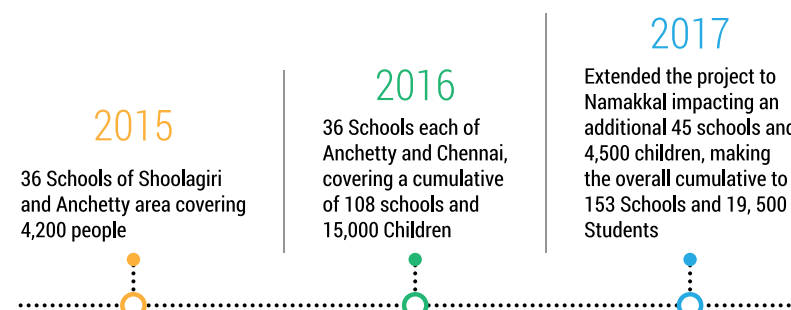 2015
36 Schools of Shoolagiri
and Anchetty area covering
4,200 people
2016
36 Schools each of
Anchetty and Chennai,
covering a cumulative
of 108 schools and
15,000 Children
2017
Extended the project to
Namakkal impacting an
additional 45 schools and
4,500 children, making
the overall cumulative to
153 Schools and 19, 500
Students